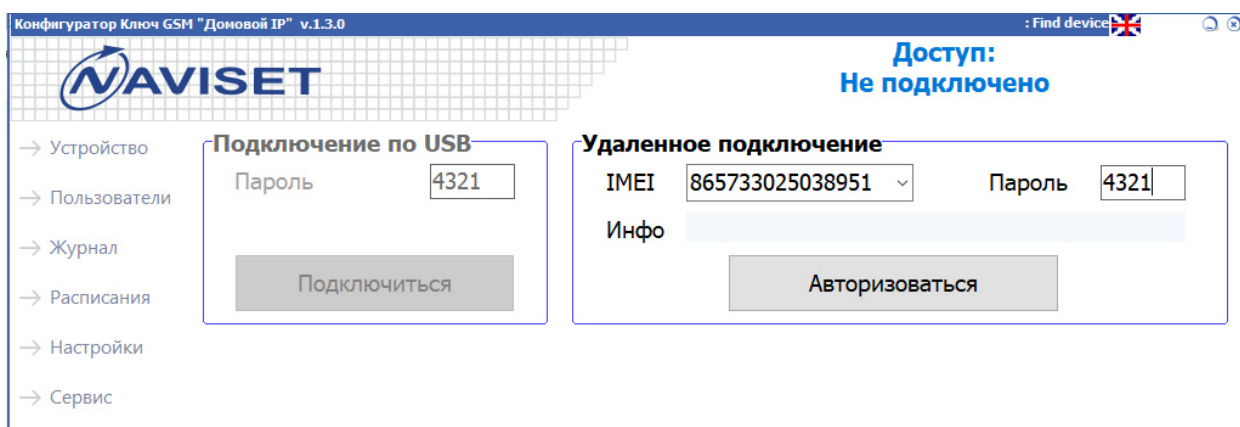 Конфигуратор Ключ GSM "Домовой IP" v.1.3.0
: Find device
NAVISET
Доступ:
Не подключено
Устройство
Пользователи
Журнал
Расписания
Настройки
Сервис
Подключение по USB
Пароль 4321
Подключиться
Удаленное подключение
IMEI 865733025038951 Пароль 4321
Инфо
Авторизоваться